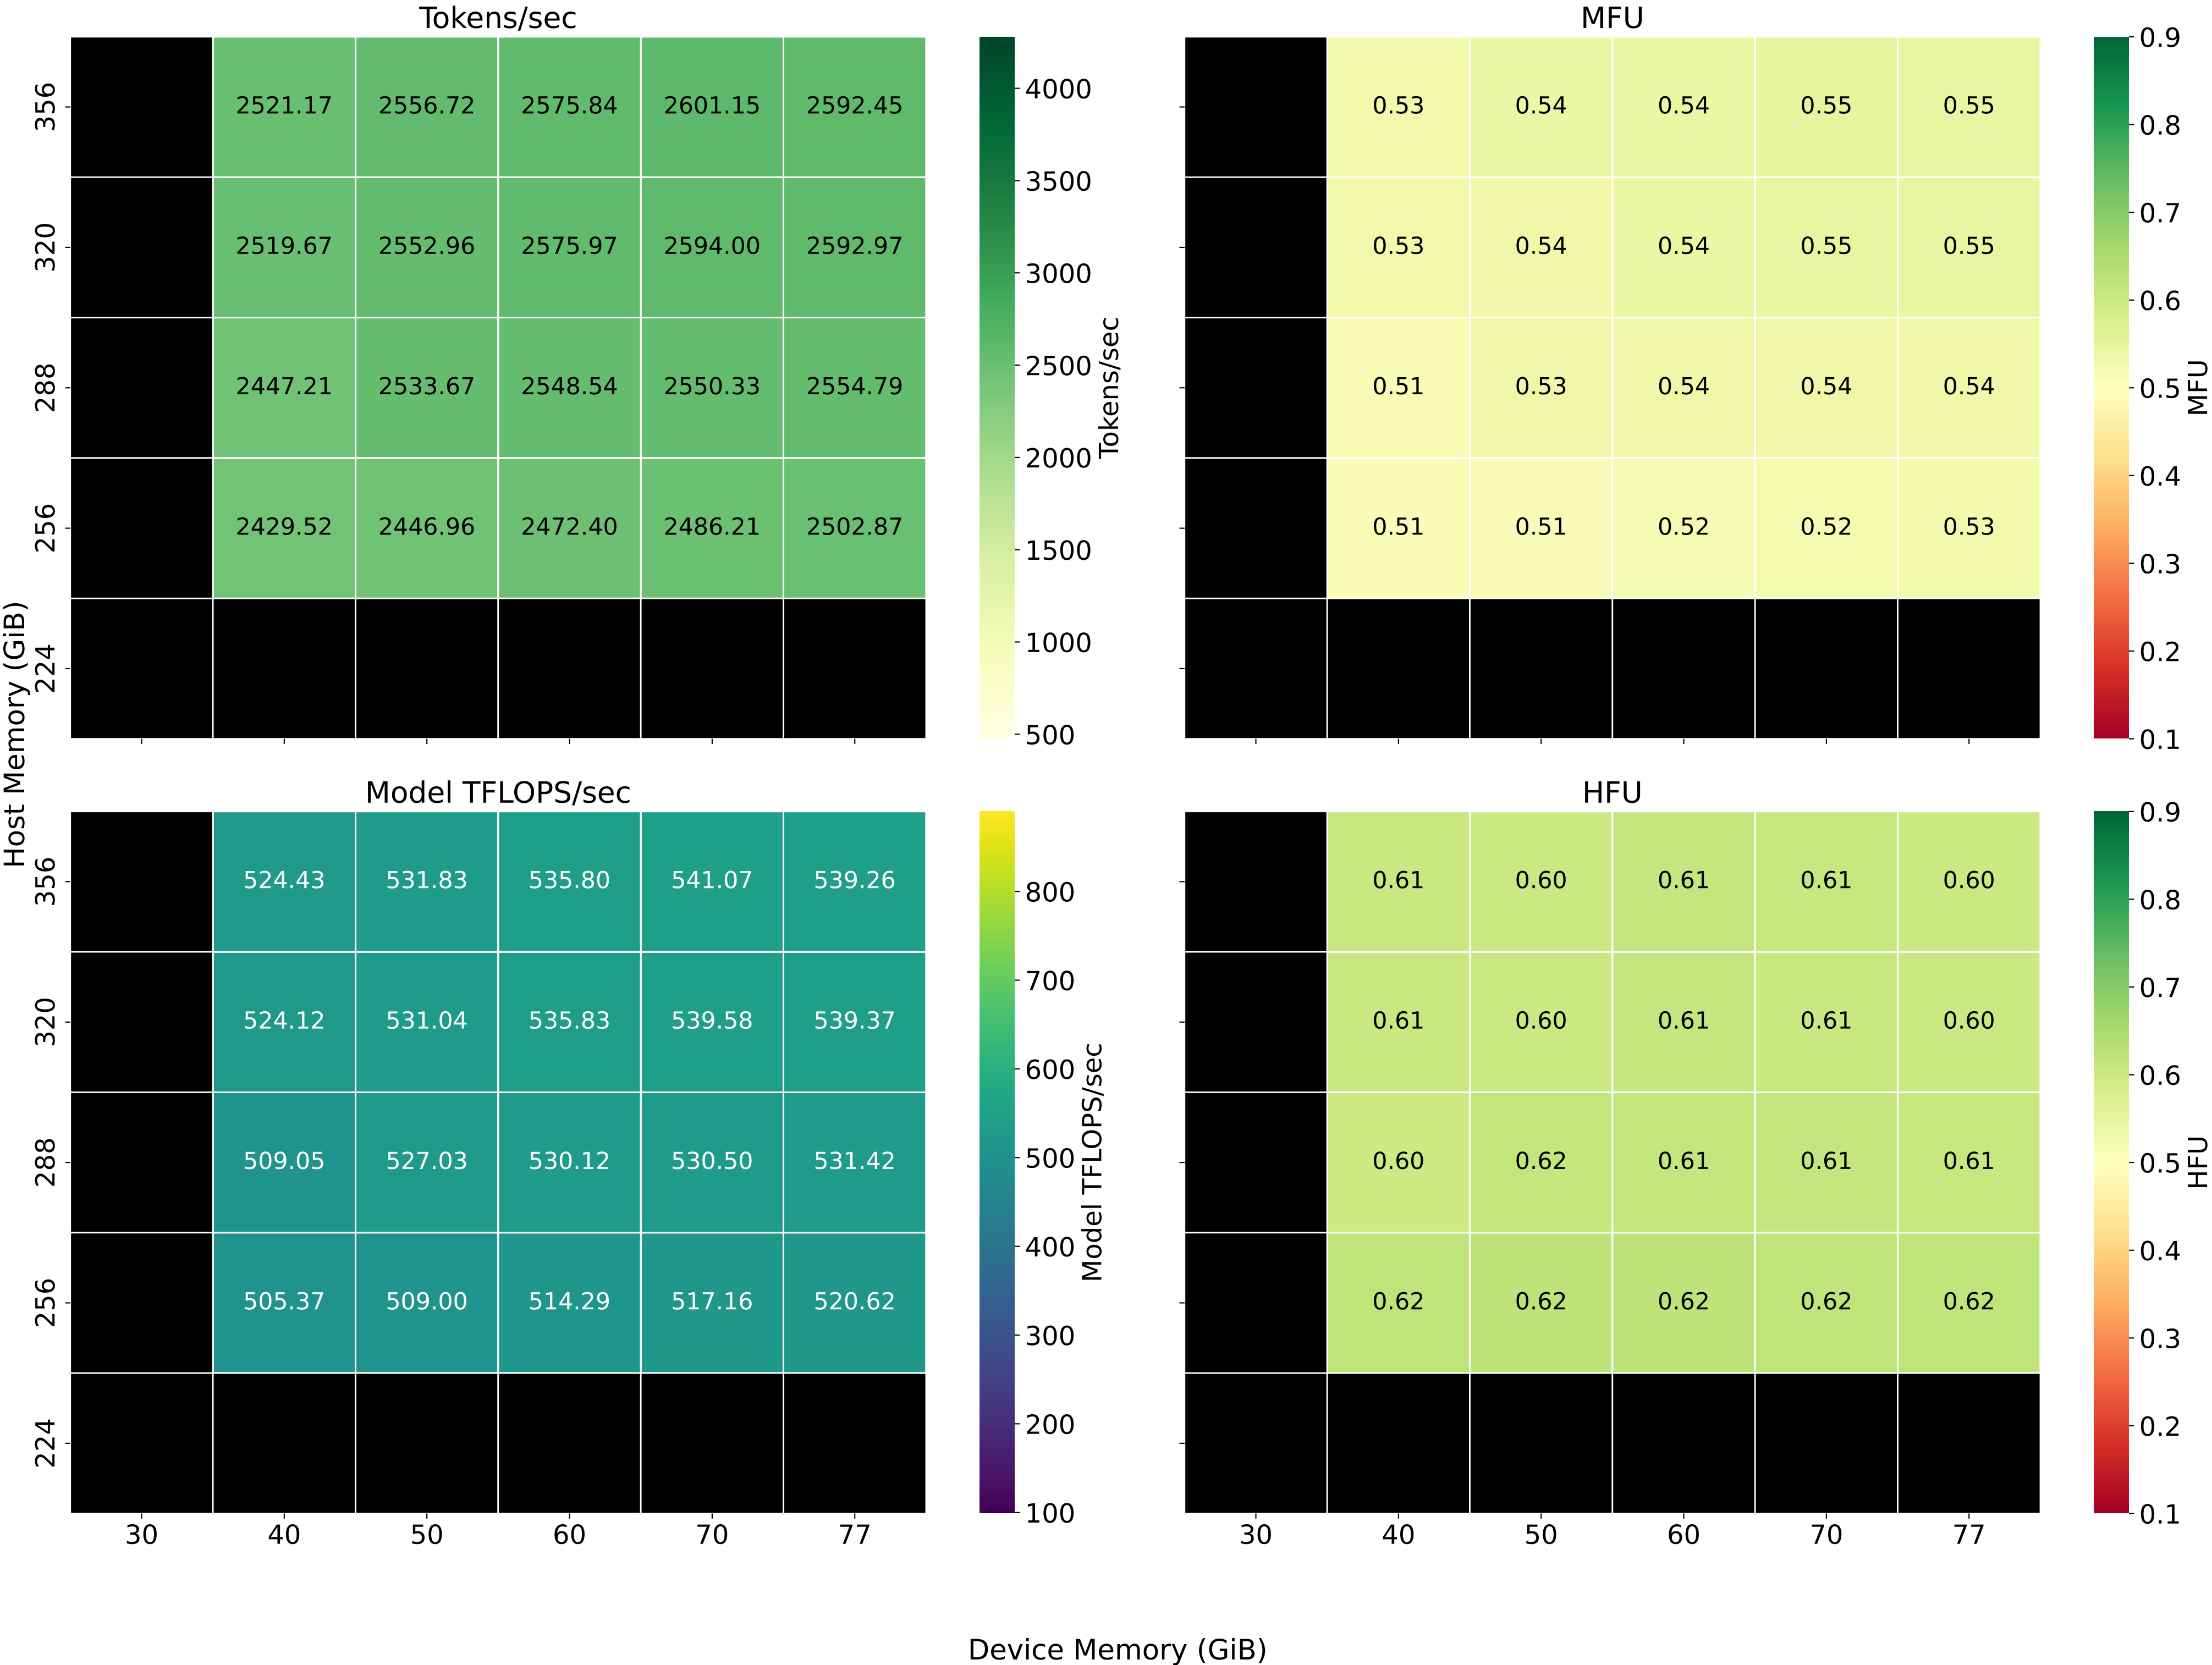 Tokens/sec
356
2521.17 2556.72 2575.84 2601.15 2592.45
320
2519.67 2552.96 2575.97 2594.00 2592.97
288
2447.21 2533.67 2548.54 2550.33 2554.79
256
2429.52 2446.96 2472.40 2486.21 2502.87
224
4000
3500
3000
2500
2000
1500
1000
500
Tokens/sec
MFU
0.53 0.54 0.54 0.55 0.55
0.53 0.54 0.54 0.55 0.55
0.51 0.53 0.54 0.54 0.54
0.51 0.51 0.52 0.52 0.53
0.9
0.8
0.7
0.6
0.5
0.4
0.3
0.2
0.1
MFU
Host Memory (GiB)
Model TFLOPS/sec
356
524.43 531.83 535.80 541.07 539.26
320
524.12 531.04 535.83 539.58 539.37
288
509.05 527.03 530.12 530.50 531.42
256
505.37 509.00 514.29 517.16 520.62
224
30 40 50 60 70 77
800
700
600
500
400
300
200
100
Model TFLOPS/sec
HFU
0.61 0.60 0.61 0.61 0.60
0.61 0.60 0.61 0.61 0.60
0.60 0.62 0.61 0.61 0.61
0.62 0.62 0.62 0.62 0.62
30 40 50 60 70 77
0.9
0.8
0.7
0.6
0.5
0.4
0.3
0.2
0.1
HFU
Device Memory (GiB)